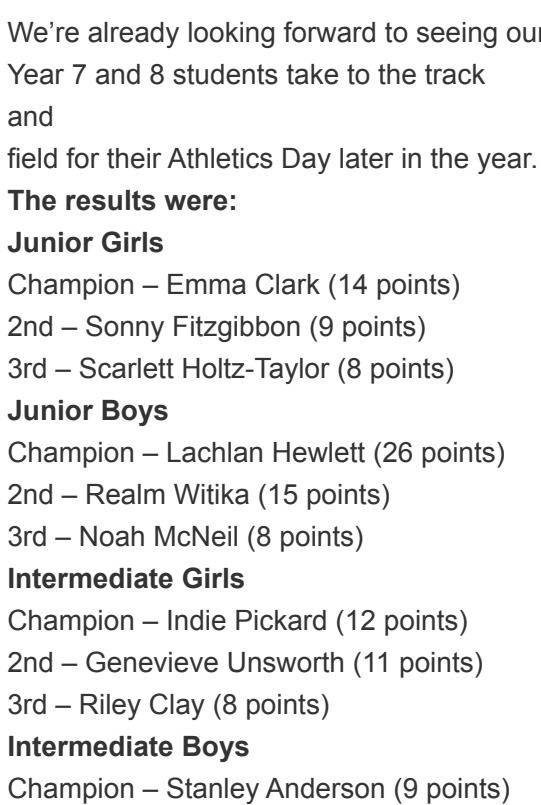 We’re already looking forward to seeing our
Year 7 and 8 students take to the track
and
field for their Athletics Day later in the year.
The results were:
Junior Girls
Champion – Emma Clark (14 points)
2nd – Sonny Fitzgibbon (9 points)
3rd – Scarlett Holtz-Taylor (8 points)
Junior Boys
Champion – Lachlan Hewlett (26 points)
2nd – Realm Witika (15 points)
3rd – Noah McNeil (8 points)
Intermediate Girls
Champion – Indie Pickard (12 points)
2nd – Genevieve Unsworth (11 points)
3rd – Riley Clay (8 points)
Intermediate Boys
Champion – Stanley Anderson (9 points)